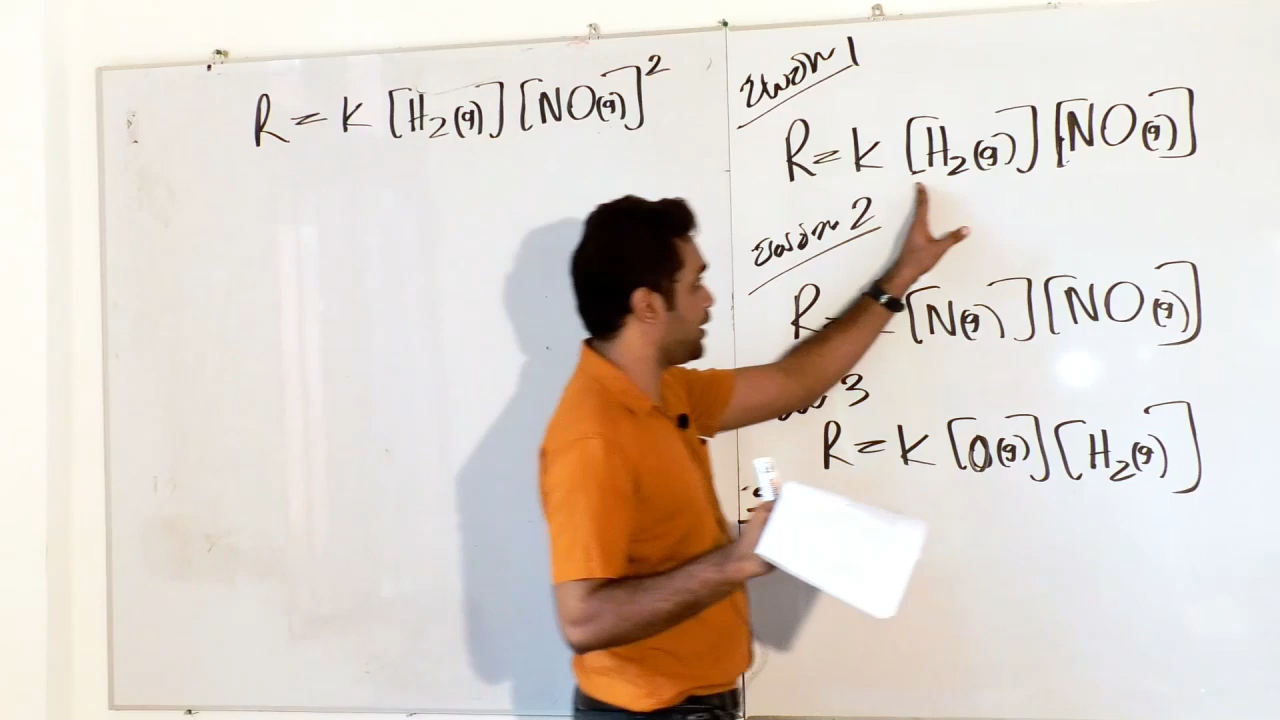 R = K [H₂(g)] [NO(g)]²
1
R = K [H₂(g)] [NO(g)]
2
R [N(g)] [NO(g)]
3
R = K [O(g)] [H₂(g)]